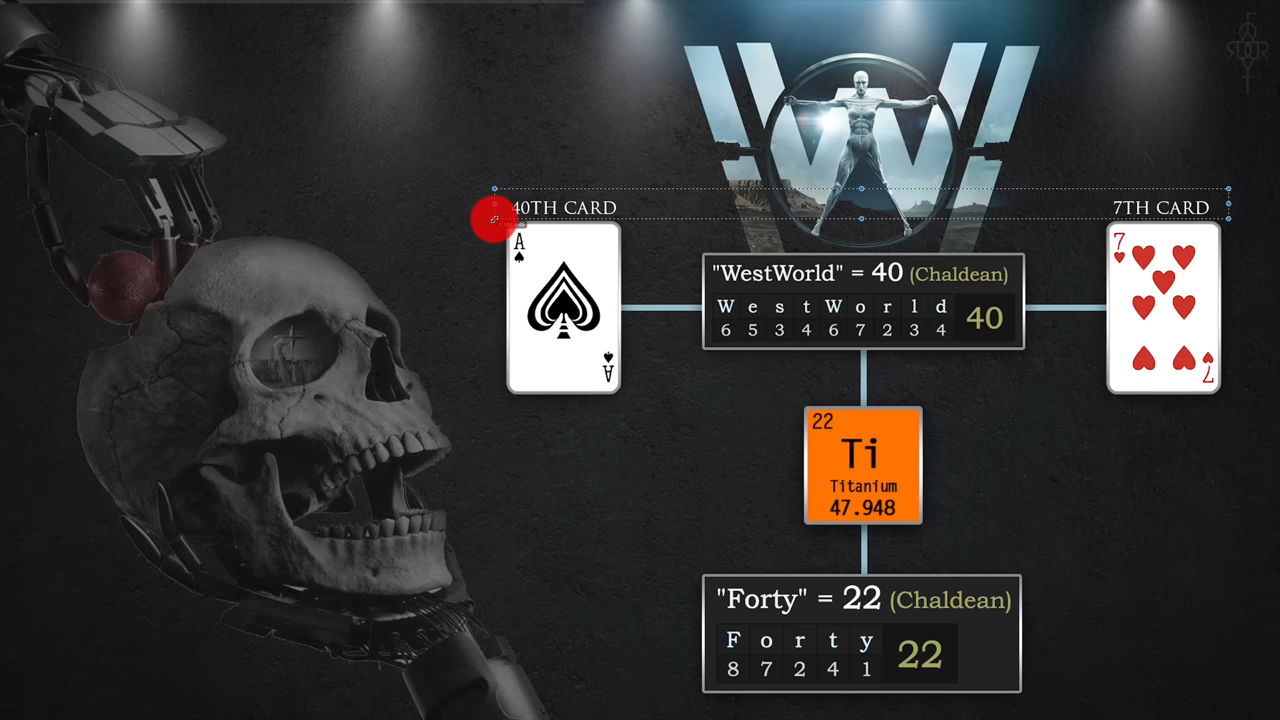 40TH CARD
7TH CARD
A
A
7
7
"WestWorld" = 40 (Chaldean)
W e s t W o r l d
6 5 3 4 6 7 2 3 4
40
22
Ti
Titanium
47.948
"Forty" = 22 (Chaldean)
F o r t y
8 7 2 4 1
22